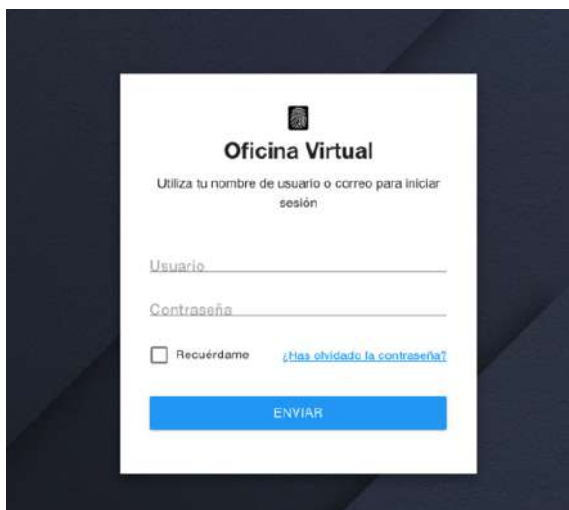 Oficina Virtual
Utiliza tu nombre de usuario o correo para iniciar
sesión
Usuario
Contraseña
Recuérdame
¿Has olvidado la contraseña?
ENVIAR